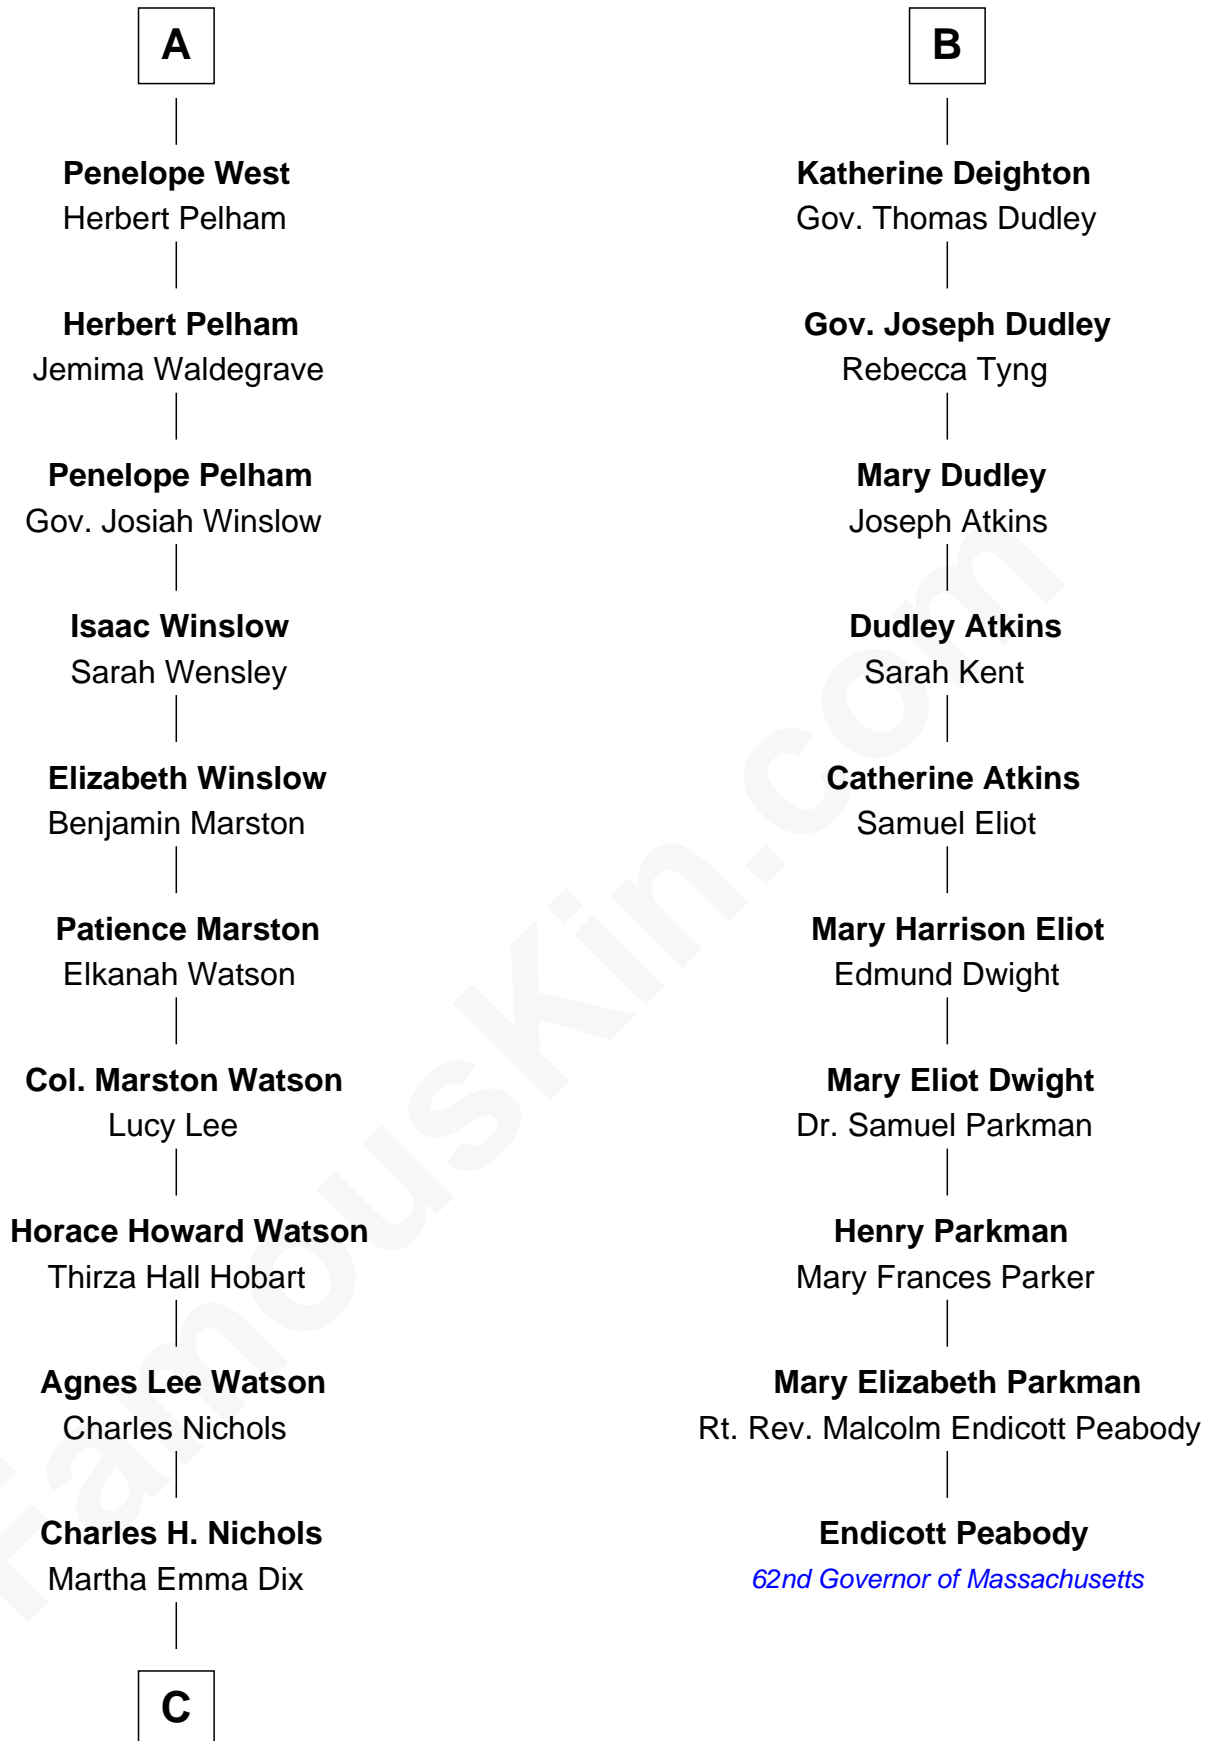 A
Penelope West
Herbert Pelham
Herbert Pelham
Jemima Waldegrave
Penelope Pelham
Gov. Josiah Winslow
Isaac Winslow
Sarah Wensley
Elizabeth Winslow
Benjamin Marston
Patience Marston
Elkanah Watson
Col. Marston Watson
Lucy Lee
Horace Howard Watson
Thirza Hall Hobart
Agnes Lee Watson
Charles Nichols
Charles H. Nichols
Martha Emma Dix
C
B
Katherine Deighton
Gov. Thomas Dudley
Gov. Joseph Dudley
Rebecca Tyng
Mary Dudley
Joseph Atkins
Dudley Atkins
Sarah Kent
Catherine Atkins
Samuel Eliot
Mary Harrison Eliot
Edmund Dwight
Mary Eliot Dwight
Dr. Samuel Parkman
Henry Parkman
Mary Frances Parker
Mary Elizabeth Parkman
Rt. Rev. Malcolm Endicott Peabody
Endicott Peabody
62nd Governor of Massachusetts
FamousKin.com